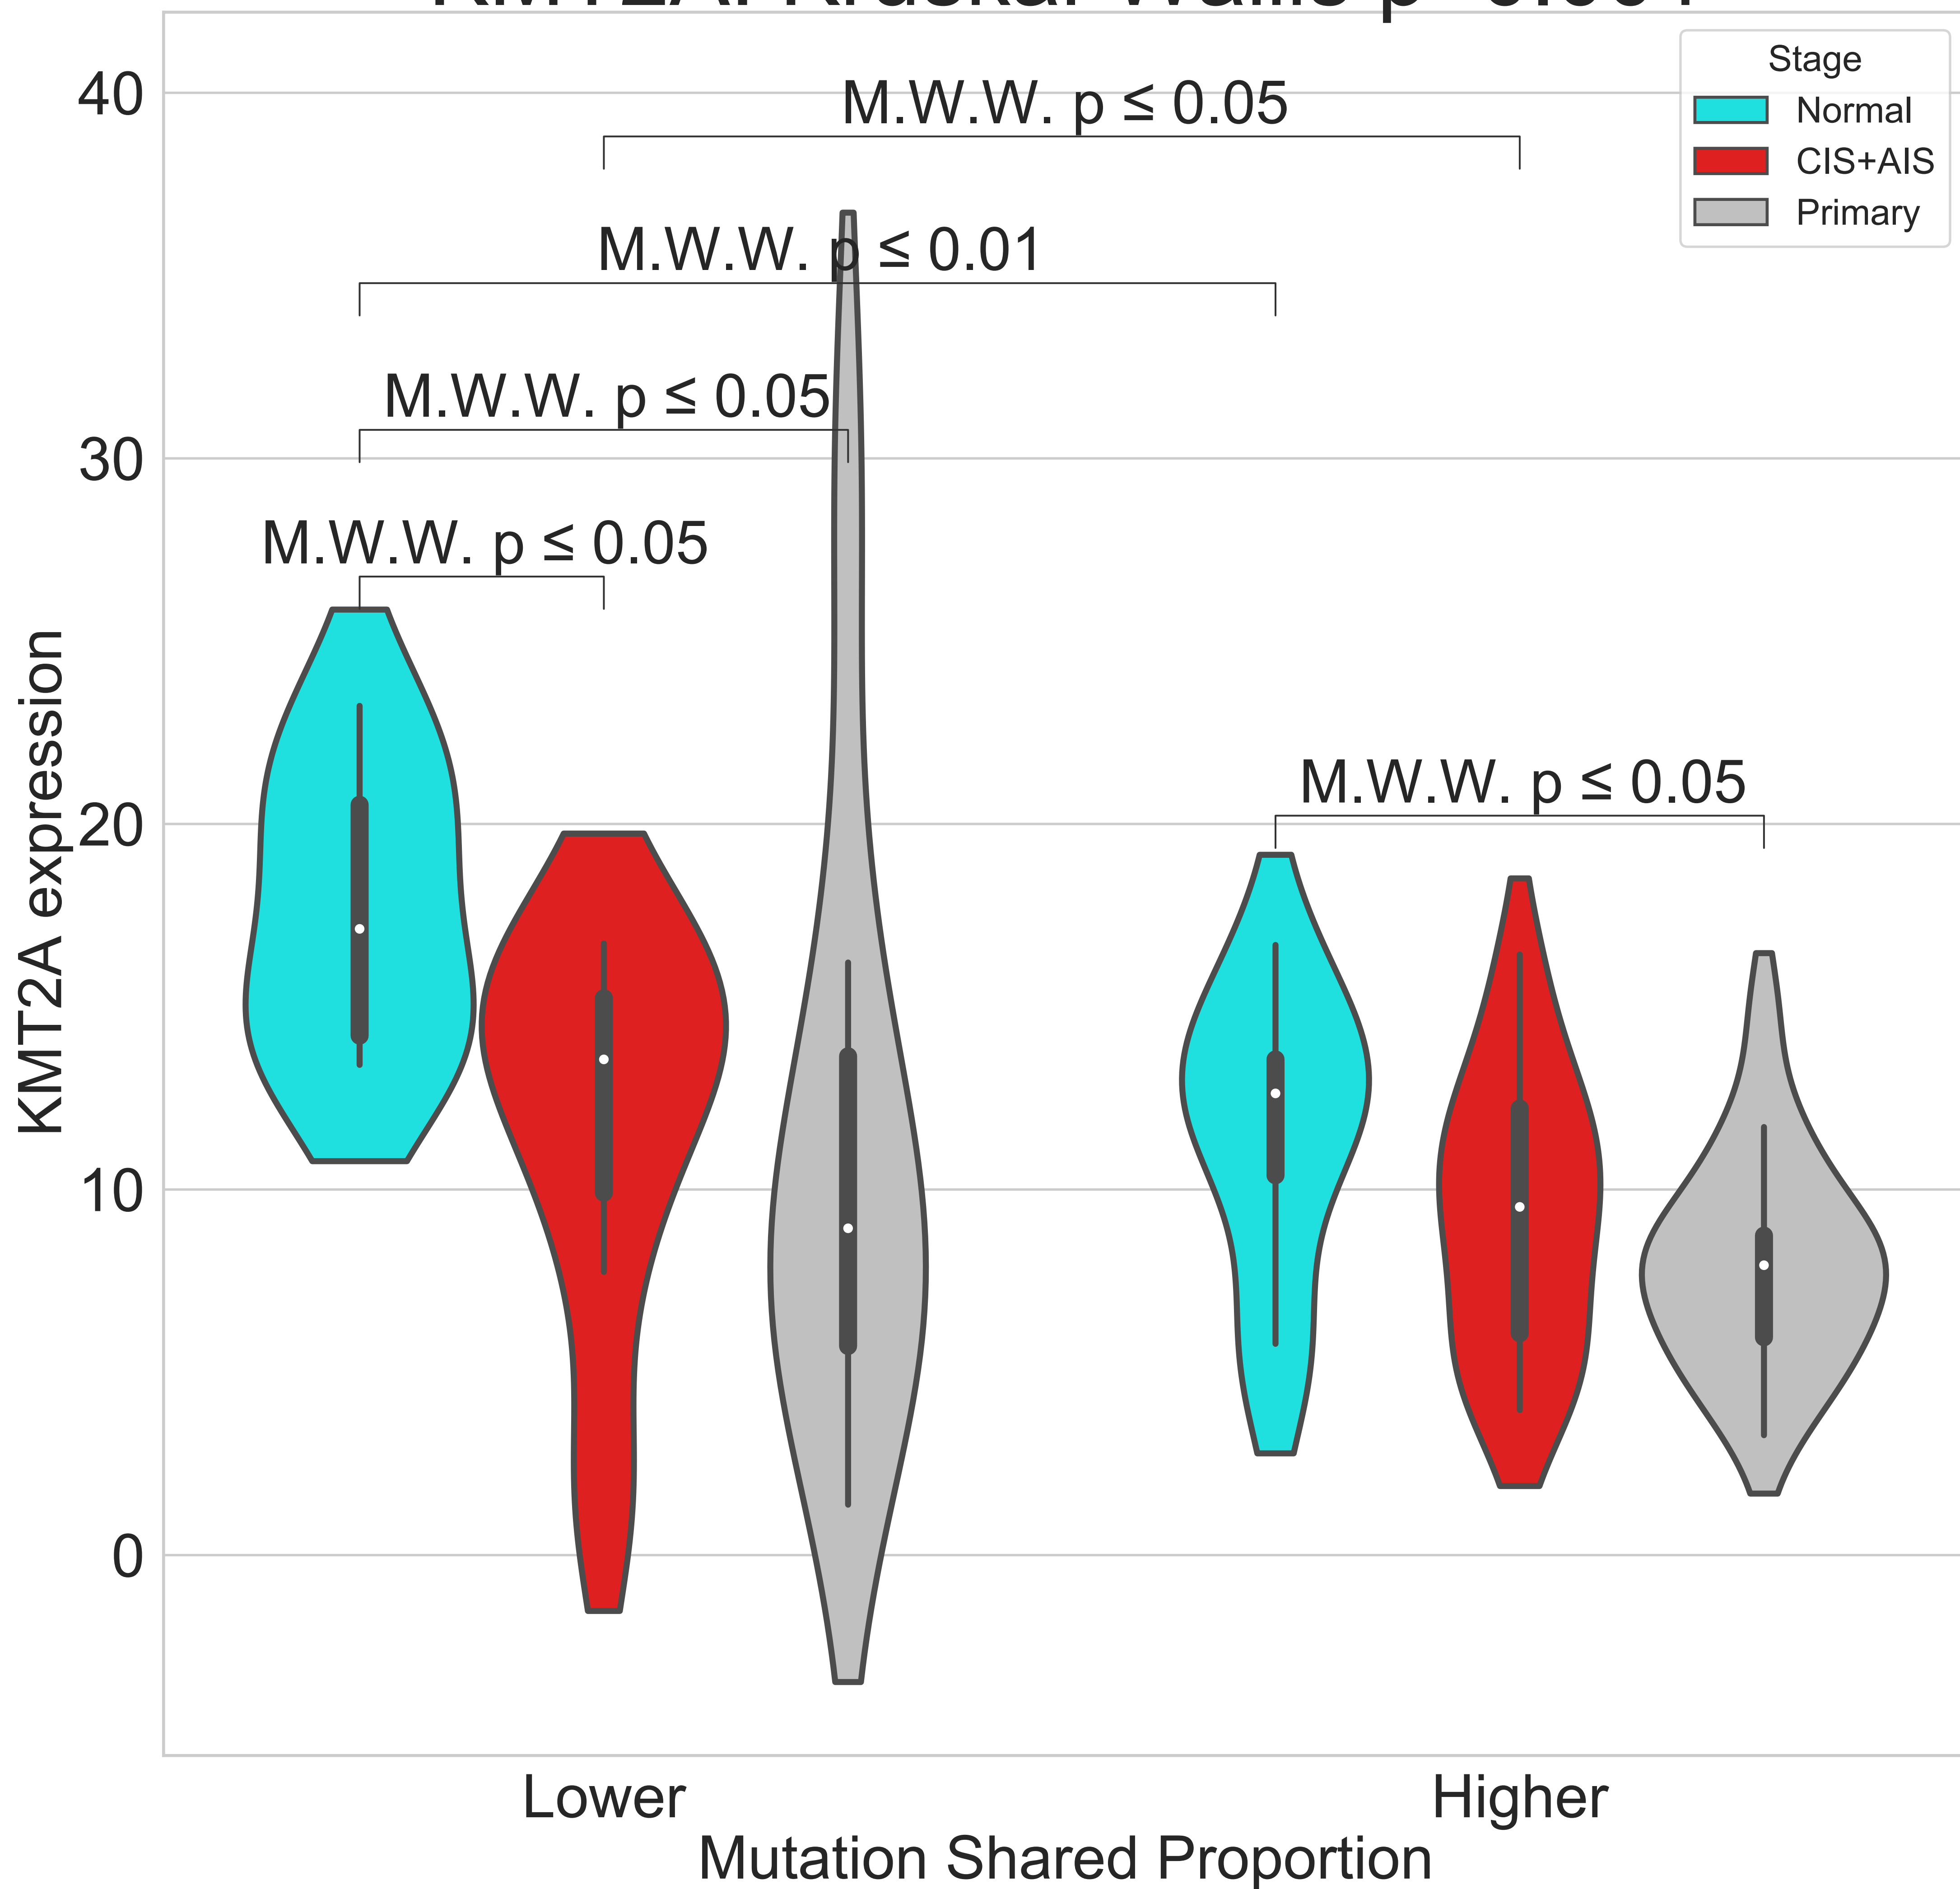 Stage
Normal
CIS+AIS
Primary
M.W.W. p ≤ 0.05
M.W.W. p ≤ 0.01
M.W.W. p ≤ 0.05
M.W.W. p ≤ 0.05
M.W.W. p ≤ 0.05
40
30
20
10
0
KMT2A expression
Lower
Higher
Mutation Shared Proportion